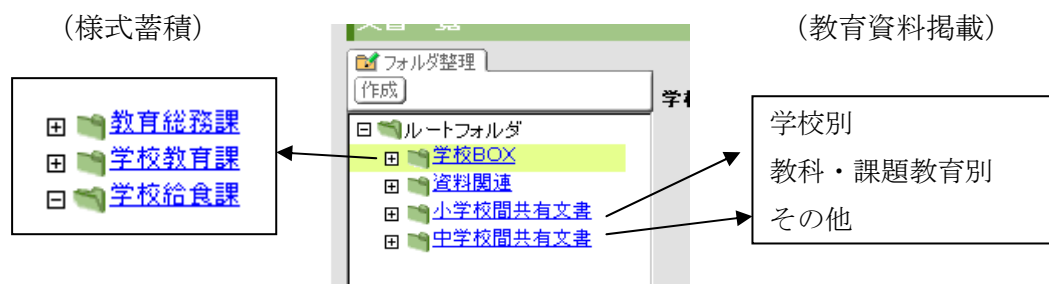 （様式蓄積）
（教育資料掲載）
フォルダ整理
作成
ルートフォルダ
学校BOX
資料関連
小学校間共有文書
中学校間共有文書
教育総務課
学校教育課
学校給食課
学校別
教科・課題教育別
その他